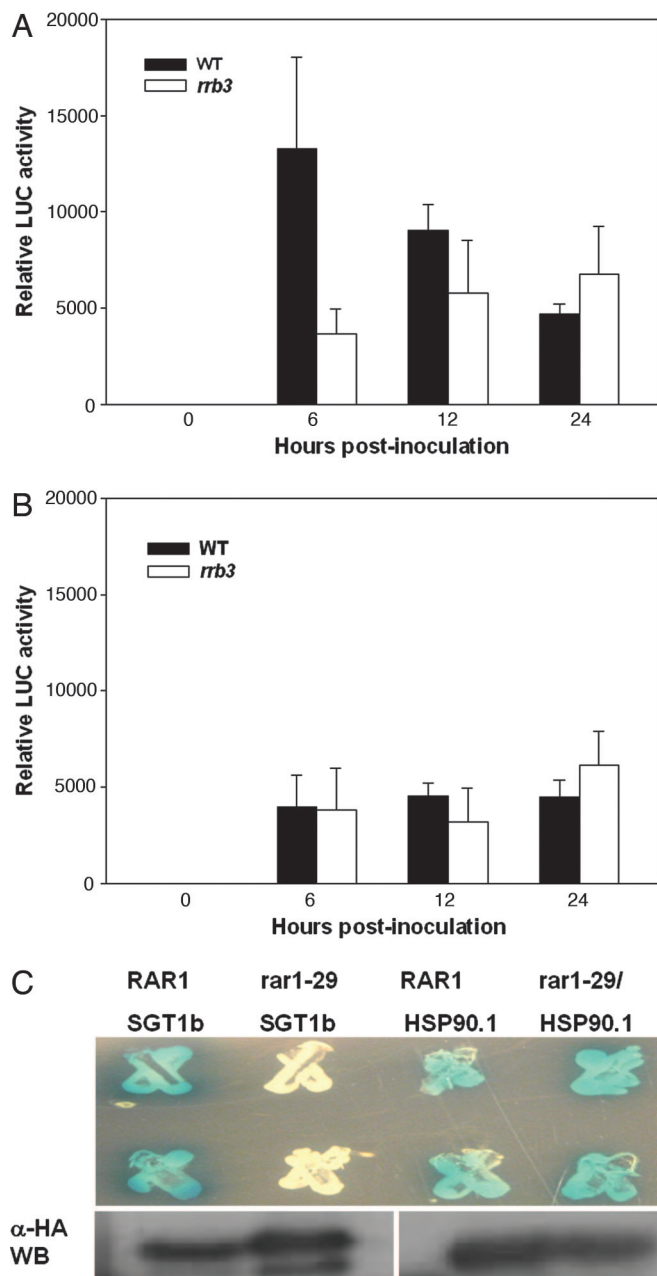 A
20000
15000
10000
5000
0
Relative LUC activity
WT
rrb3
0 6 12 24
Hours post-inoculation
B
20000
15000
10000
5000
0
Relative LUC activity
WT
rrb3
0 6 12 24
Hours post-inoculation
C
RAR1 rar1-29 RAR1 rar1-29/
SGT1b SGT1b HSP90.1 HSP90.1
α-HA
WB